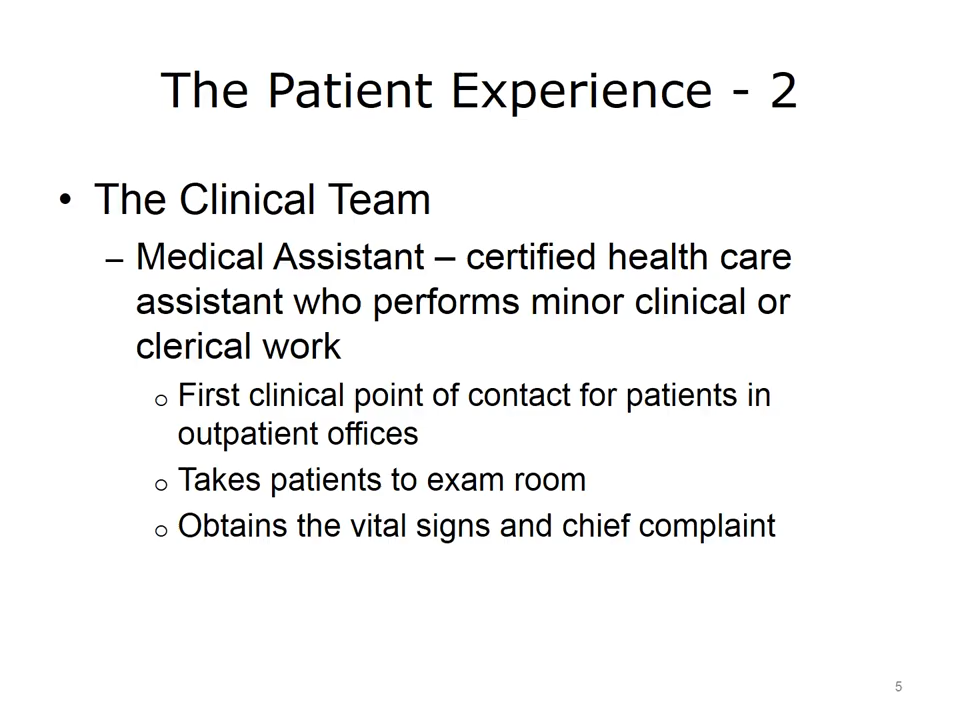 The Patient Experience - 2
• The Clinical Team
– Medical Assistant – certified health care
assistant who performs minor clinical or
clerical work
o First clinical point of contact for patients in
outpatient offices
o Takes patients to exam room
o Obtains the vital signs and chief complaint
5